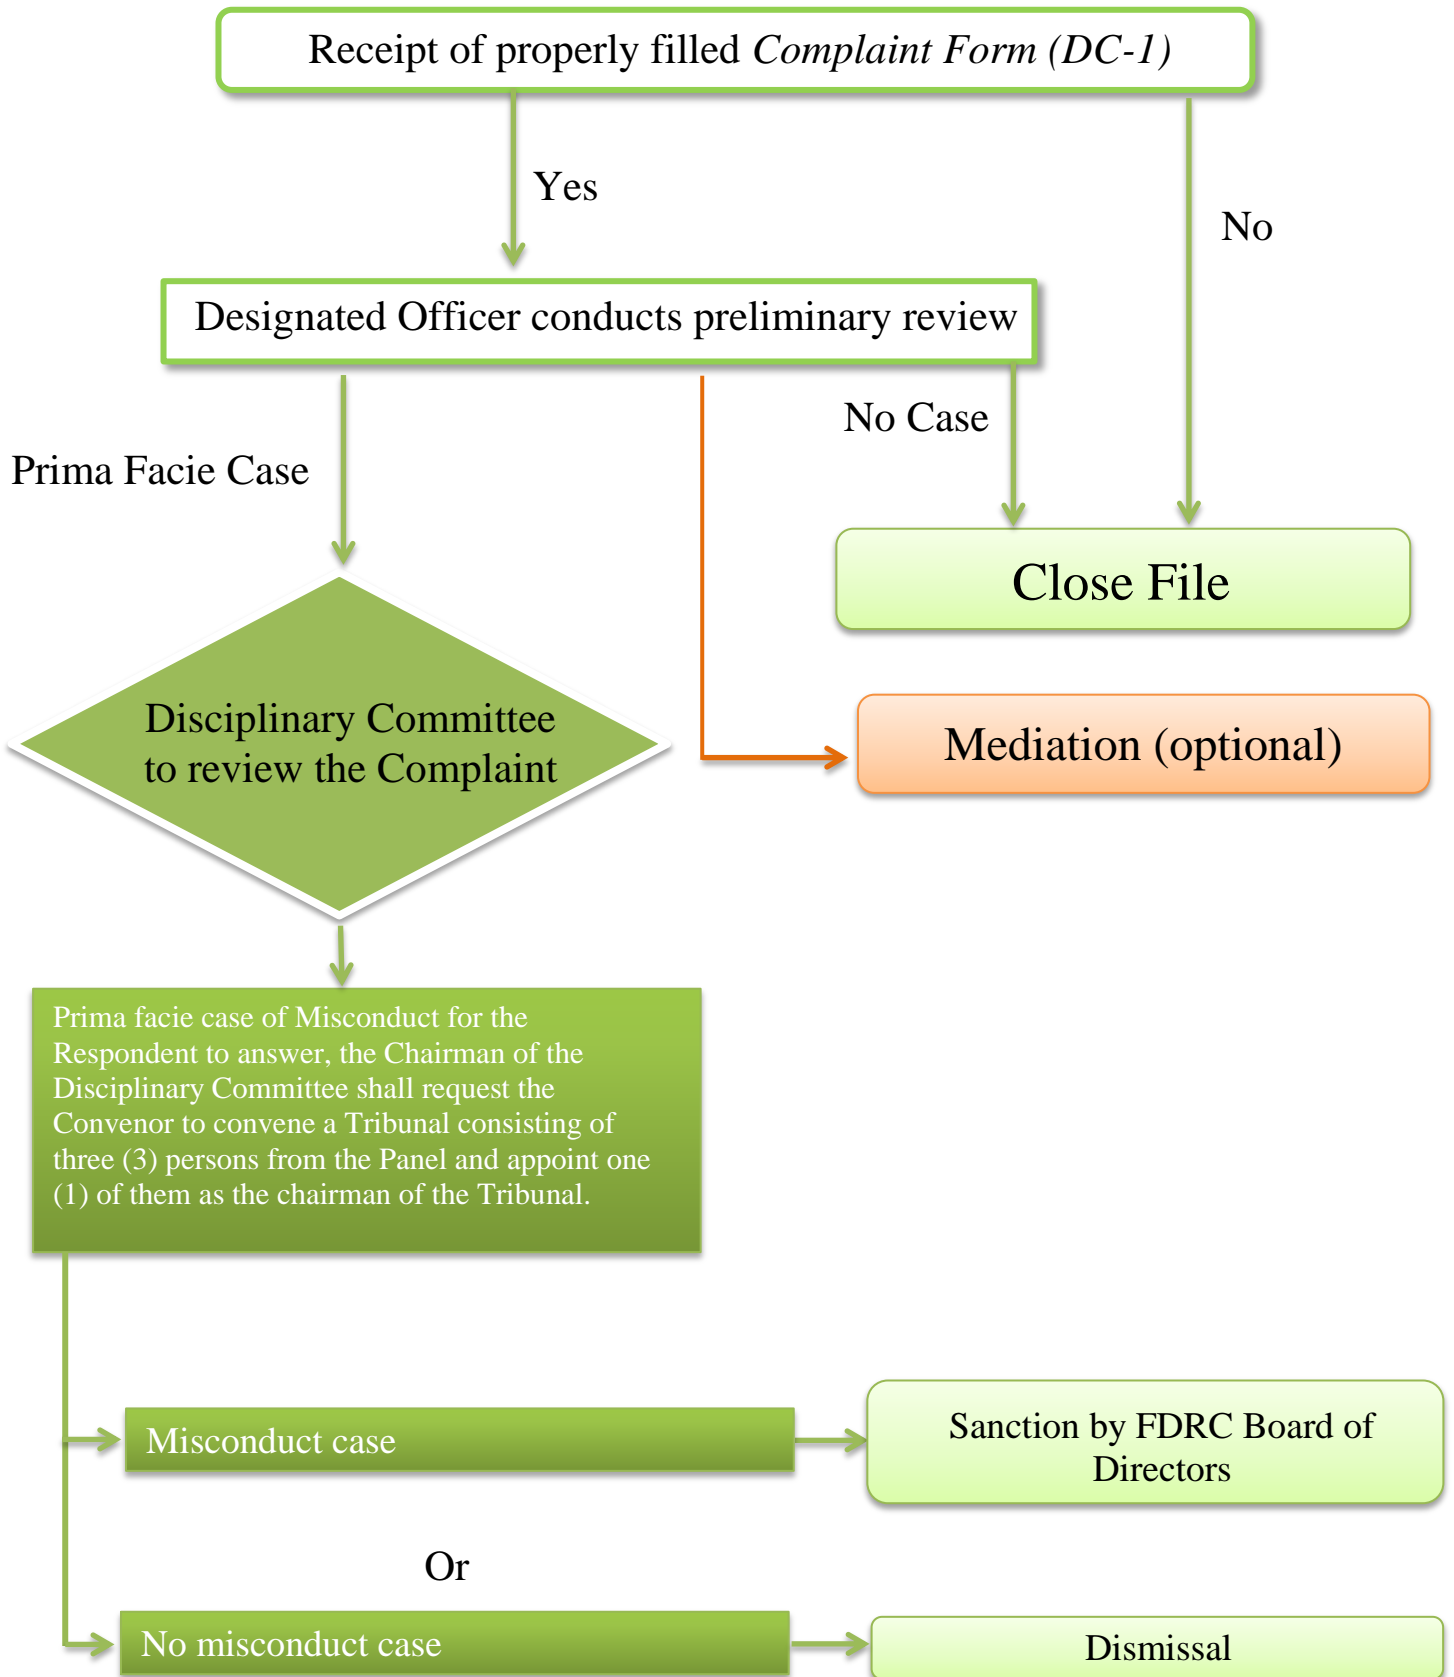 Receipt of properly filled Complaint Form (DC-1)
Yes
No
Designated Officer conducts preliminary review
No Case
Prima Facie Case
Close File
Disciplinary Committee
to review the Complaint
Mediation (optional)
Prima facie case of Misconduct for the
Respondent to answer, the Chairman of the
Disciplinary Committee shall request the
Convenor to convene a Tribunal consisting of
three (3) persons from the Panel and appoint one
(1) of them as the chairman of the Tribunal.
Misconduct case
Sanction by FDRC Board of
Directors
Or
No misconduct case
Dismissal